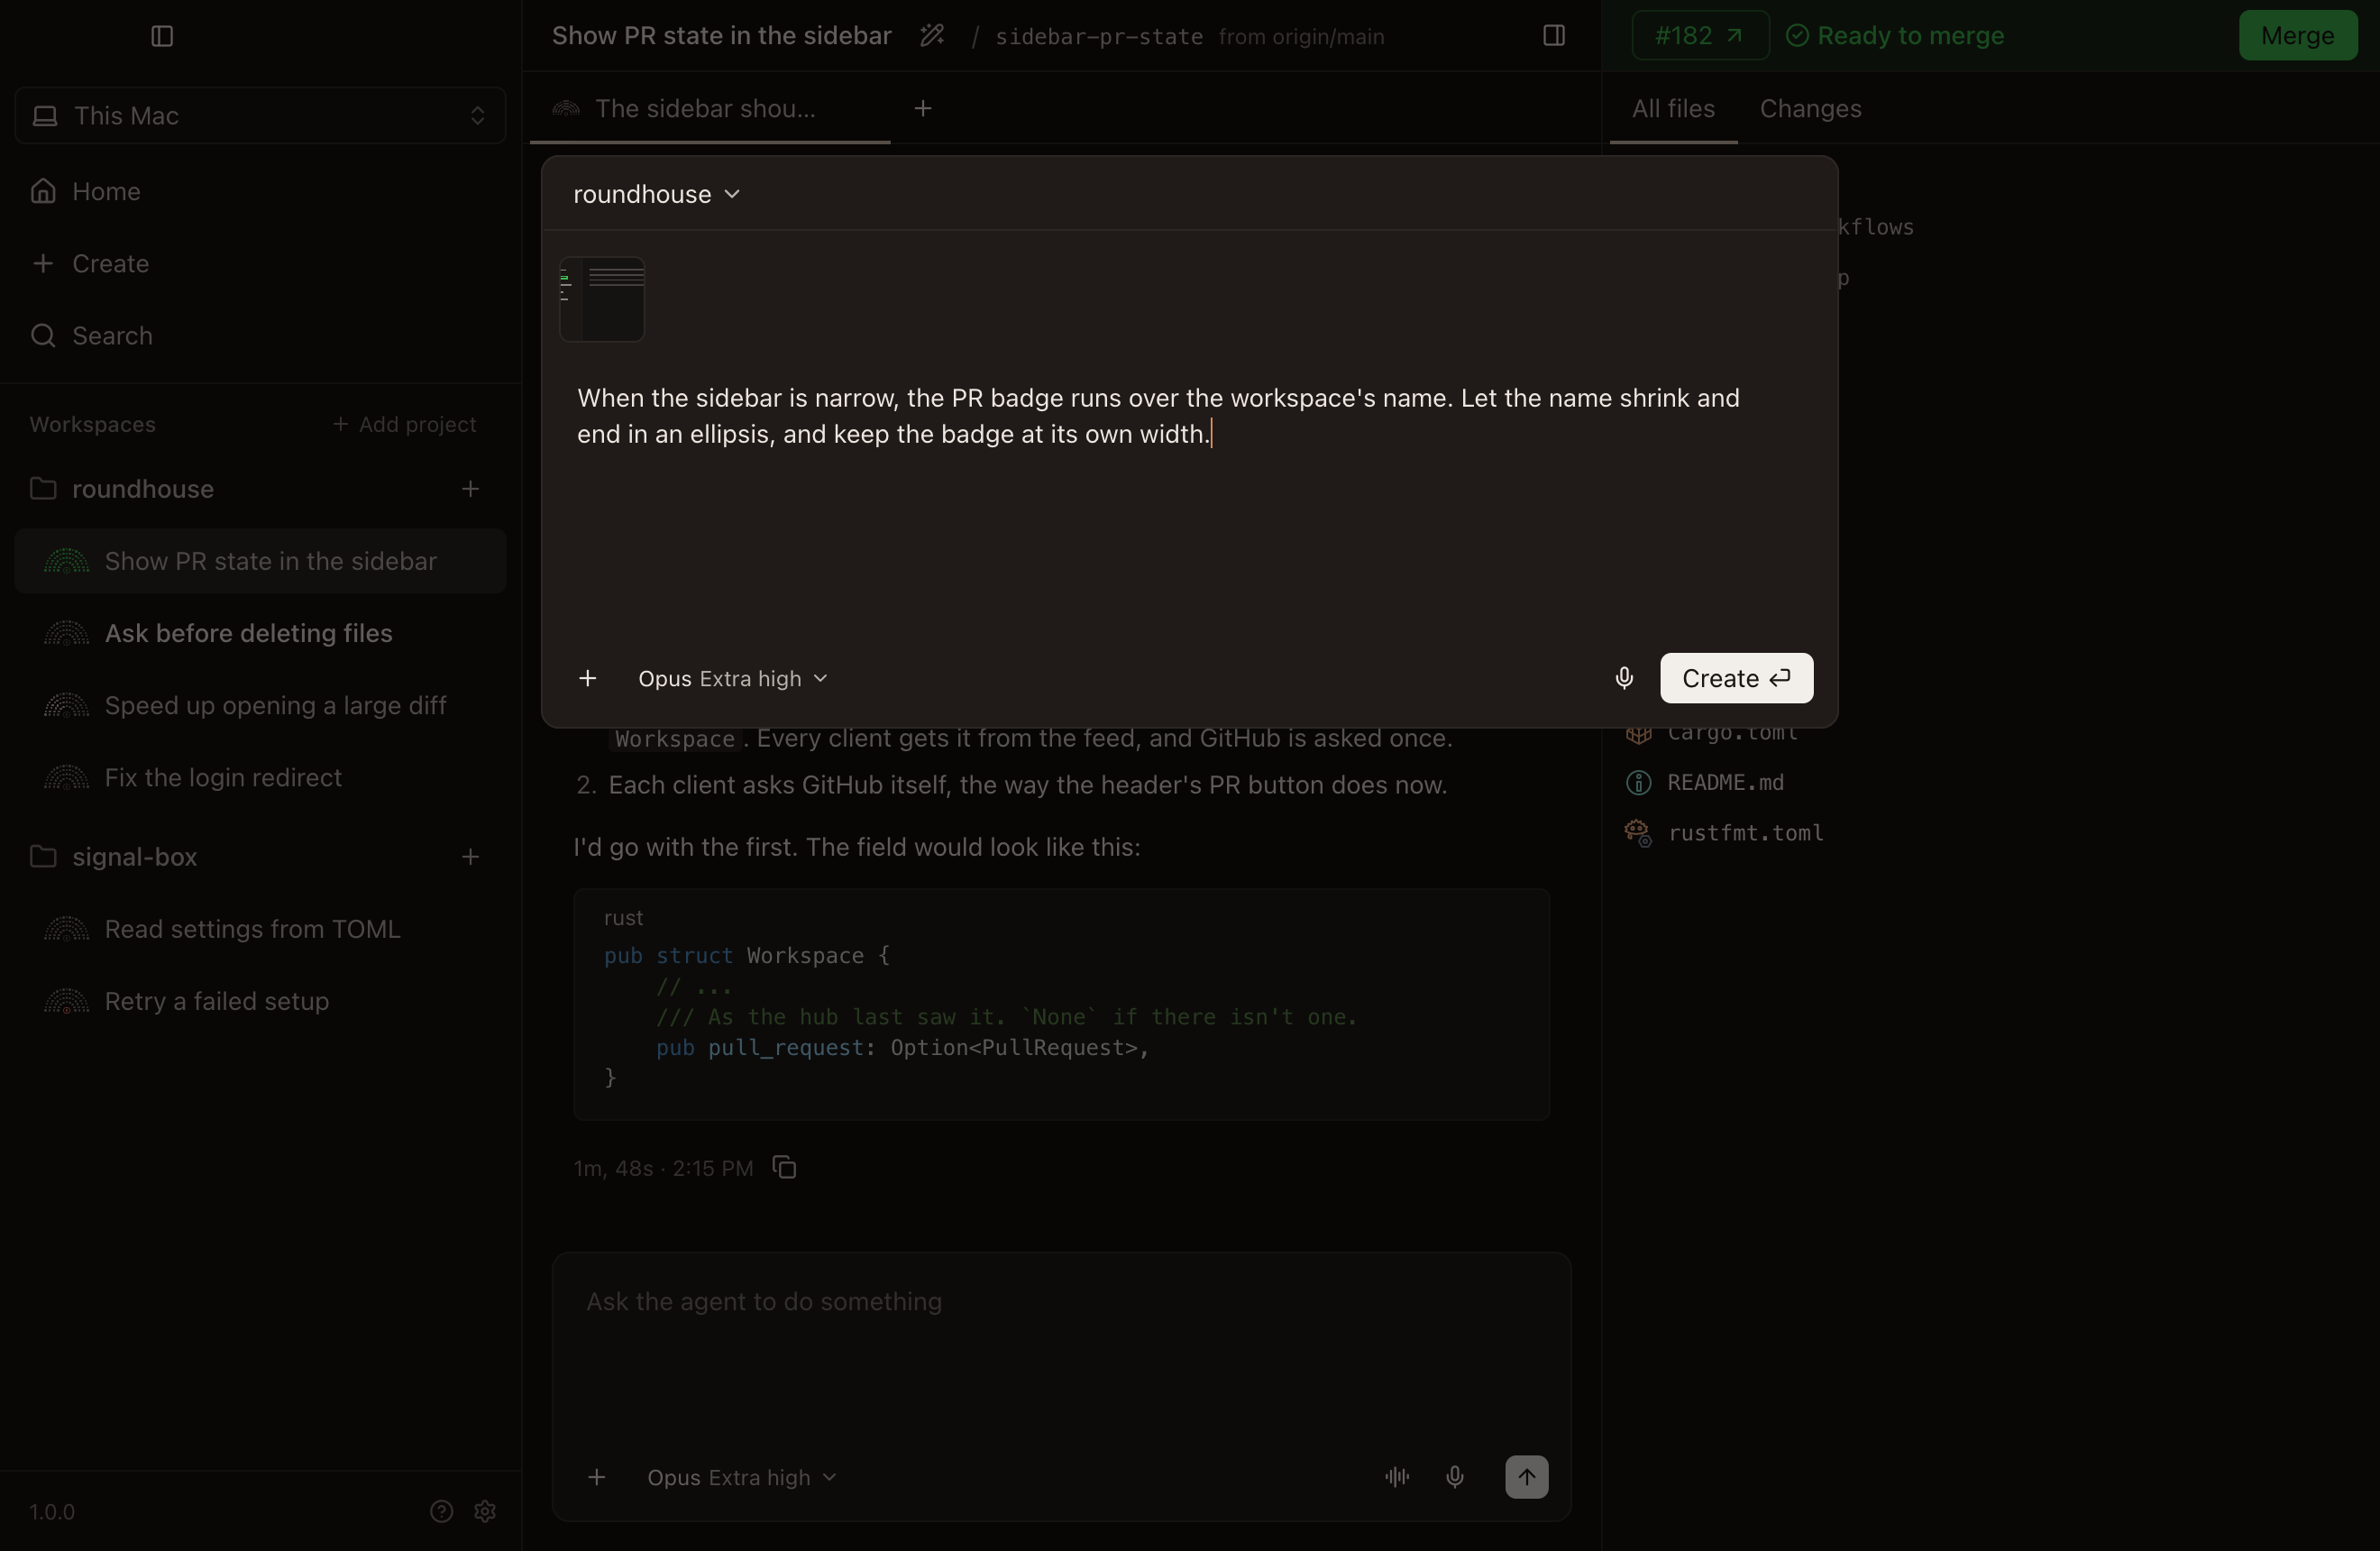 Show PR state in the sidebar / sidebar-pr-state from origin/main
#182 Ready to merge
Merge
This Mac
Home
Create
Search
Workspaces
Add project
roundhouse
Show PR state in the sidebar
Ask before deleting files
Speed up opening a large diff
Fix the login redirect
signal-box
Read settings from TOML
Retry a failed setup
1.0.0
The sidebar shou...
roundhouse
When the sidebar is narrow, the PR badge runs over the workspace's name. Let the name shrink and
end in an ellipsis, and keep the badge at its own width.
Opus Extra high
Create
Workspace. Every client gets it from the feed, and GitHub is asked once.
2. Each client asks GitHub itself, the way the header's PR button does now.
I'd go with the first. The field would look like this:
rust
pub struct Workspace {
// ...
/// As the hub last saw it. `None` if there isn't one.
pub pull_request: Option<PullRequest>,
}
1m, 48s · 2:15 PM
Ask the agent to do something
Opus Extra high
All files
Changes
kflows
p
Cargo.toml
README.md
rustfmt.toml